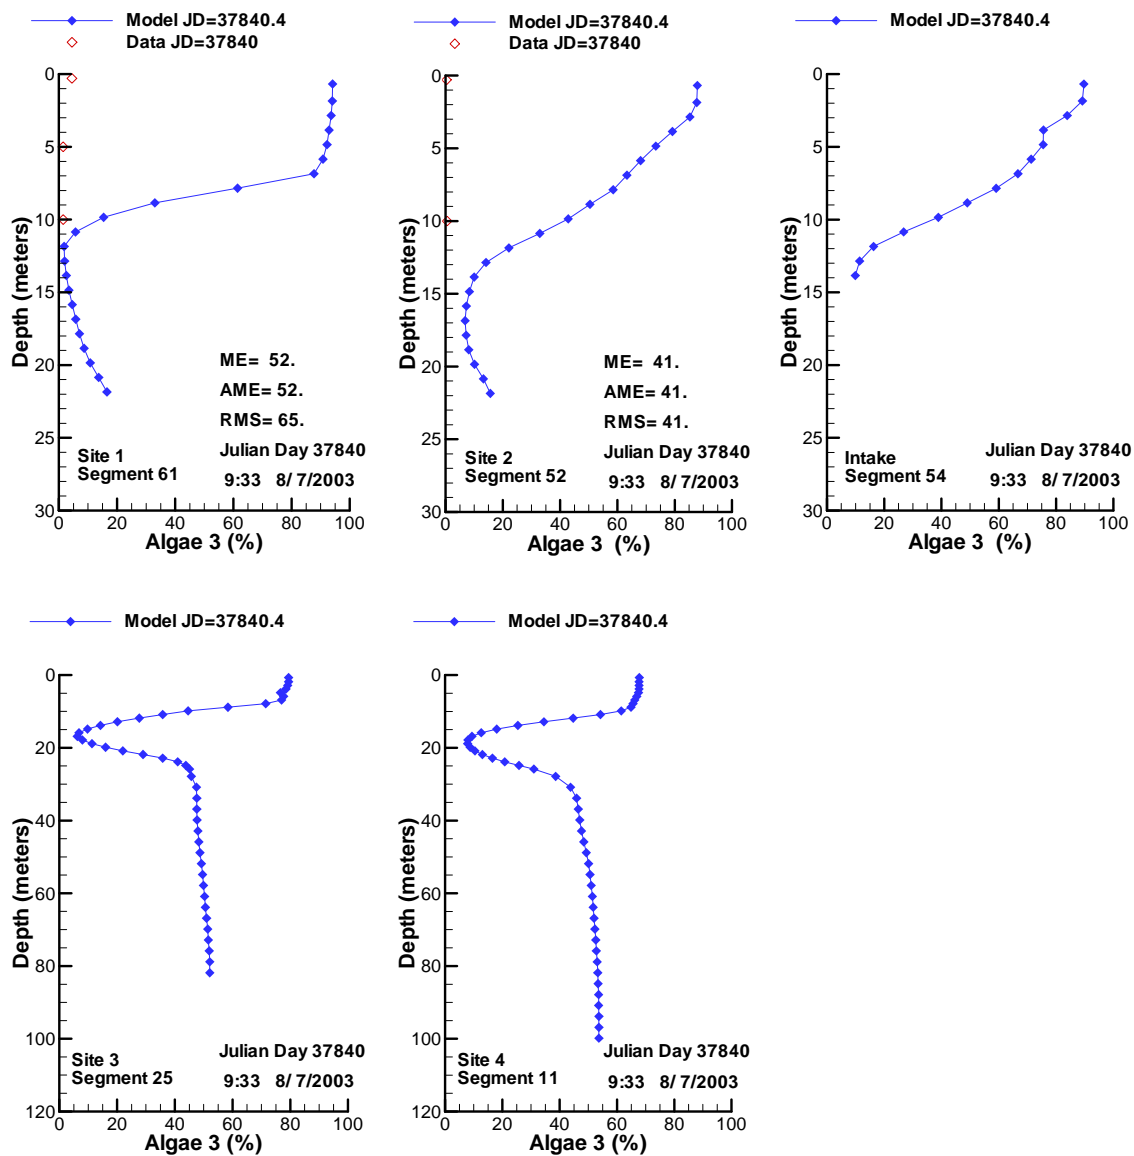 Model JD=37840.4
Data JD=37840
0
5
10
15
20
25
30
Depth (meters)
ME= 52.
AME= 52.
RMS= 65.
Julian Day 37840
Site 1
Segment 61
9:33 8/ 7/2003
0 20 40 60 80 100
Algae 3 (%)
Model JD=37840.4
Data JD=37840
0
5
10
15
20
25
30
Depth (meters)
ME= 41.
AME= 41.
RMS= 41.
Julian Day 37840
Site 2
Segment 52
9:33 8/ 7/2003
0 20 40 60 80 100
Algae 3 (%)
Model JD=37840.4
0
5
10
15
20
25
30
Depth (meters)
Julian Day 37840
Intake
Segment 54
9:33 8/ 7/2003
0 20 40 60 80 100
Algae 3 (%)
Model JD=37840.4
0
20
40
60
80
100
120
Depth (meters)
Julian Day 37840
Site 3
Segment 25
9:33 8/ 7/2003
0 20 40 60 80 100
Algae 3 (%)
Model JD=37840.4
0
20
40
60
80
100
120
Depth (meters)
Julian Day 37840
Site 4
Segment 11
9:33 8/ 7/2003
0 20 40 60 80 100
Algae 3 (%)